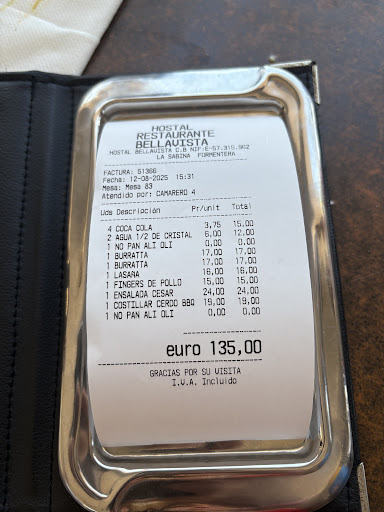 HOSTAL
RESTAURANTE
BELLAVISTA
HOSTAL BELLAVISTA C.B NIF:E-57.315.902
LA SABINA FORMENTERA
FACTURA: 51366
Fecha: 12-08-2025 15:31
Mesa: Mesa 83
Atendido por: CAMARERO 4
Uds Descripción Pr/unit Total
4 COCA COLA 3,75 15,00
2 AGUA 1/2 DE CRISTAL 6,00 12,00
1 NO PAN ALI OLI 0,00 0,00
1 BURRATTA 17,00 17,00
1 BURRATTA 17,00 17,00
1 LASAÑA 16,00 16,00
1 FINGERS DE POLLO 15,00 15,00
1 ENSALADA CESAR 24,00 24,00
1 COSTILLAR CERDO BBQ 19,00 19,00
1 NO PAN ALI OLI 0,00 0,00
euro 135,00
GRACIAS POR SU VISITA
I.V.A. Incluido